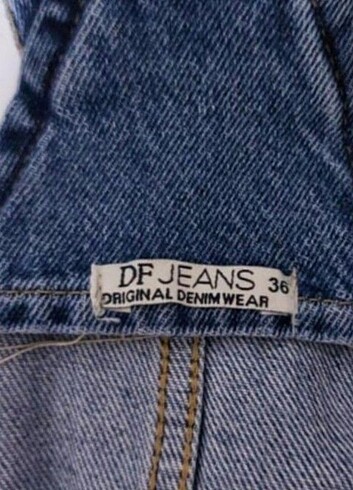 DF JEANS 36
ORIGINAL DENIM WEAR